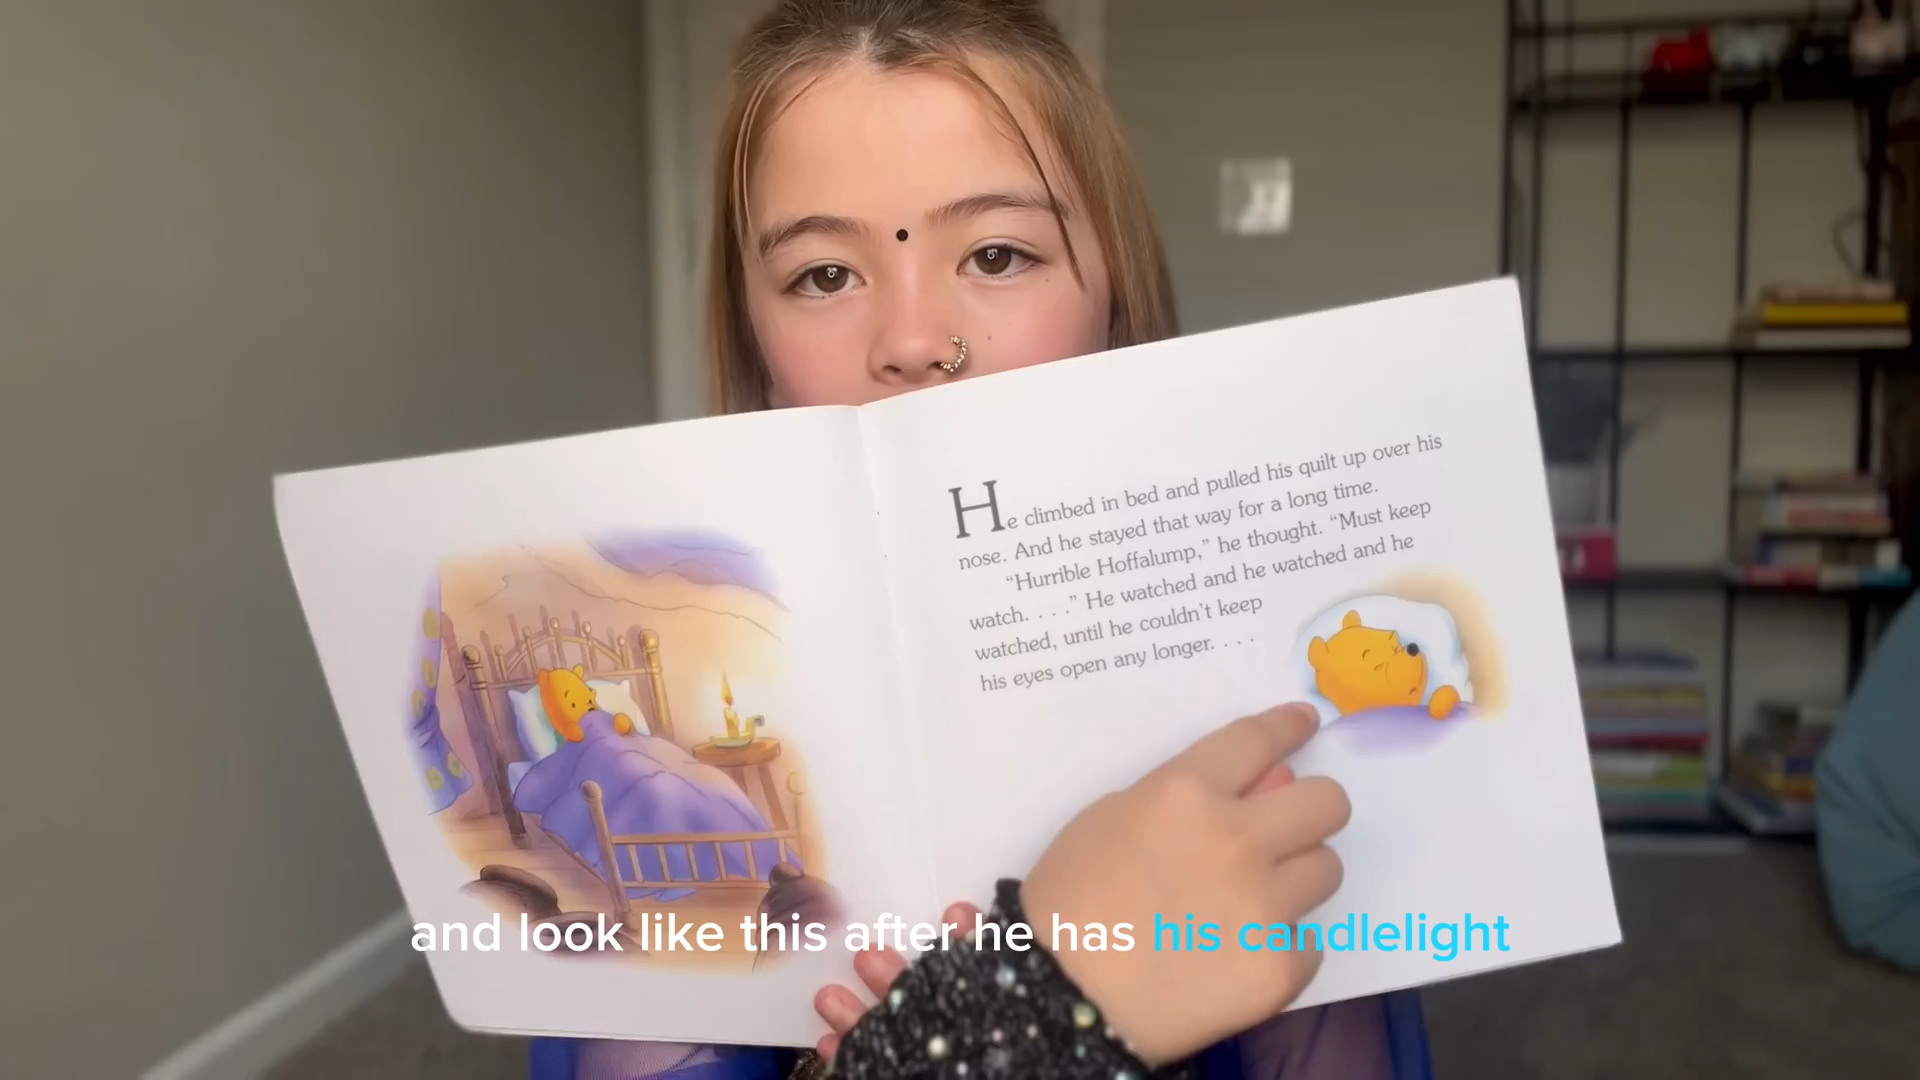 He climbed in bed and pulled his quilt up over his
nose. And he stayed that way for a long time.
“Hurrible Hoffalump,” he thought. “Must keep
watch. . . .” He watched and he watched and he
watched, until he couldn’t keep
his eyes open any longer. . . .
and look like this after he has his candlelight